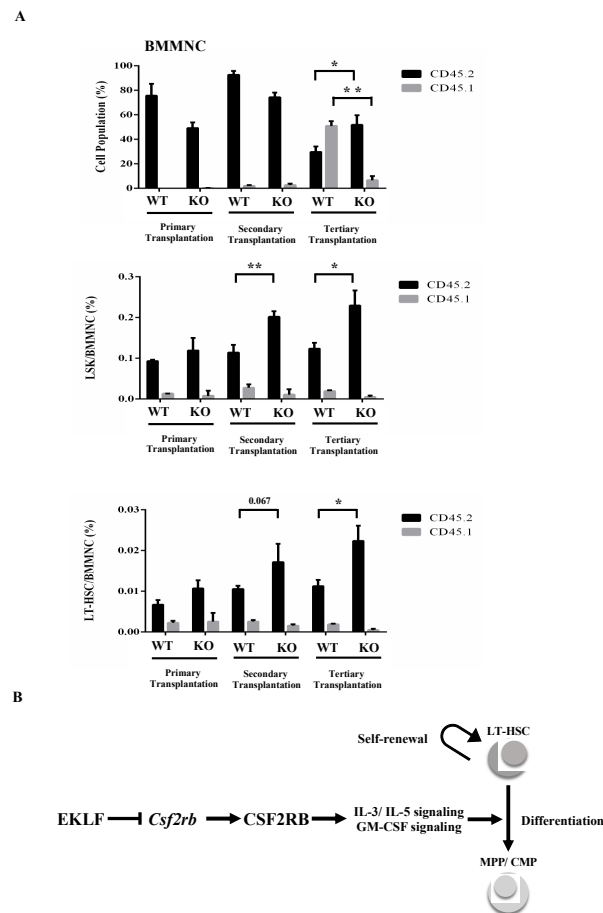 A
BMMNC
Cell Population (%)
100
80
60
40
20
0
*
* *
CD45.2
CD45.1
WT KO WT KO WT KO
Primary Transplantation
Secondary Transplantation
Tertiary Transplantation
LSK/BMMNC (%)
0.3
0.2
0.1
0.0
**
*
CD45.2
CD45.1
WT KO WT KO WT KO
Primary Transplantation
Secondary Transplantation
Tertiary Transplantation
LT-HSC/BMMNC (%)
0.03
0.02
0.01
0.00
0.067
*
CD45.2
CD45.1
WT KO WT KO WT KO
Primary Transplantation
Secondary Transplantation
Tertiary Transplantation
B
Self-renewal
LT-HSC
EKLF
Csf2rb
CSF2RB
IL-3/ IL-5 signaling
GM-CSF signaling
Differentiation
MPP/ CMP